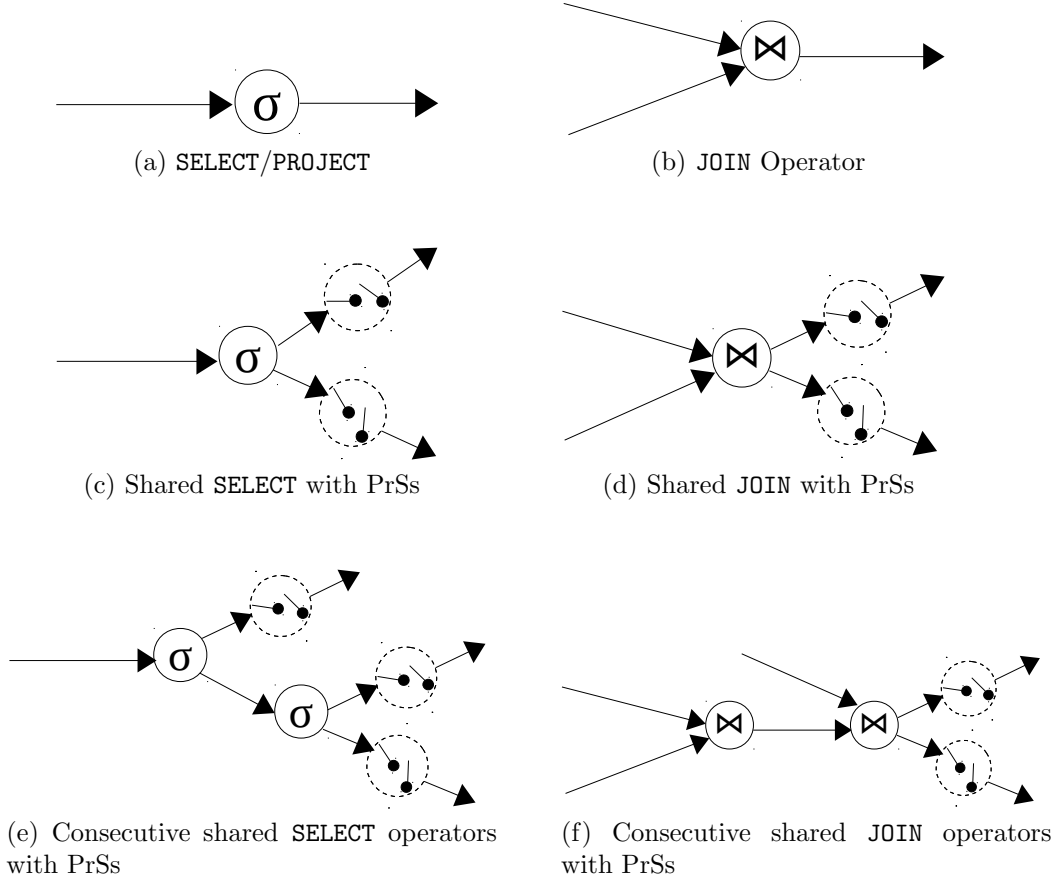 σ
⋈
(a) SELECT/PROJECT
(b) JOIN Operator
σ
⋈
(c) Shared SELECT with PrSs
(d) Shared JOIN with PrSs
σ
σ
⋈
⋈
(e) Consecutive shared SELECT operators
with PrSs
(f) Consecutive shared JOIN operators
with PrSs